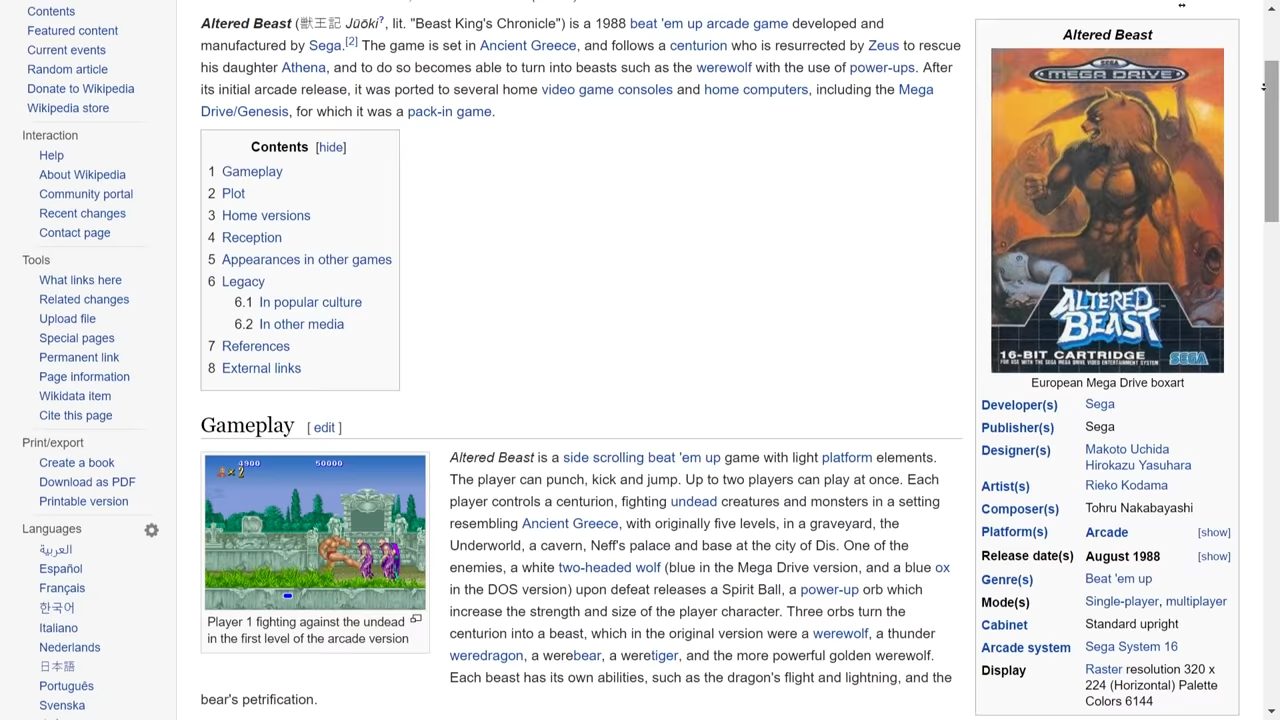 Contents
Featured content
Current events
Random article
Donate to Wikipedia
Wikipedia store
Interaction
Help
About Wikipedia
Community portal
Recent changes
Contact page
Tools
What links here
Related changes
Upload file
Special pages
Permanent link
Page information
Wikidata item
Cite this page
Print/export
Create a book
Download as PDF
Printable version
Languages
العربية
Español
Français
한국어
Italiano
Nederlands
日本語
Português
Svenska
Altered Beast (獣王記 Jūōki?, lit. "Beast King's Chronicle") is a 1988 beat 'em up arcade game developed and
manufactured by Sega.[2] The game is set in Ancient Greece, and follows a centurion who is resurrected by Zeus to rescue
his daughter Athena, and to do so becomes able to turn into beasts such as the werewolf with the use of power-ups. After
its initial arcade release, it was ported to several home video game consoles and home computers, including the Mega
Drive/Genesis, for which it was a pack-in game.
Contents [hide]
1 Gameplay
2 Plot
3 Home versions
4 Reception
5 Appearances in other games
6 Legacy
6.1 In popular culture
6.2 In other media
7 References
8 External links
Gameplay [ edit ]
4900 50000
x 2
Player 1 fighting against the undead
in the first level of the arcade version
Altered Beast is a side scrolling beat 'em up game with light platform elements.
The player can punch, kick and jump. Up to two players can play at once. Each
player controls a centurion, fighting undead creatures and monsters in a setting
resembling Ancient Greece, with originally five levels, in a graveyard, the
Underworld, a cavern, Neff's palace and base at the city of Dis. One of the
enemies, a white two-headed wolf (blue in the Mega Drive version, and a blue ox
in the DOS version) upon defeat releases a Spirit Ball, a power-up orb which
increase the strength and size of the player character. Three orbs turn the
centurion into a beast, which in the original version were a werewolf, a thunder
weredragon, a werebear, a weretiger, and the more powerful golden werewolf.
Each beast has its own abilities, such as the dragon's flight and lightning, and the
bear's petrification.
Altered Beast
SEGA
MEGA DRIVE
ALTERED
BEAST
16-BIT CARTRIDGE
FOR USE WITH THE SEGA MEGA DRIVE VIDEO ENTERTAINMENT SYSTEM
SEGA
European Mega Drive boxart
Developer(s) Sega
Publisher(s) Sega
Designer(s) Makoto Uchida
Hirokazu Yasuhara
Artist(s) Rieko Kodama
Composer(s) Tohru Nakabayashi
Platform(s) Arcade [show]
Release date(s) August 1988 [show]
Genre(s) Beat 'em up
Mode(s) Single-player, multiplayer
Cabinet Standard upright
Arcade system Sega System 16
Display Raster resolution 320 x
224 (Horizontal) Palette
Colors 6144